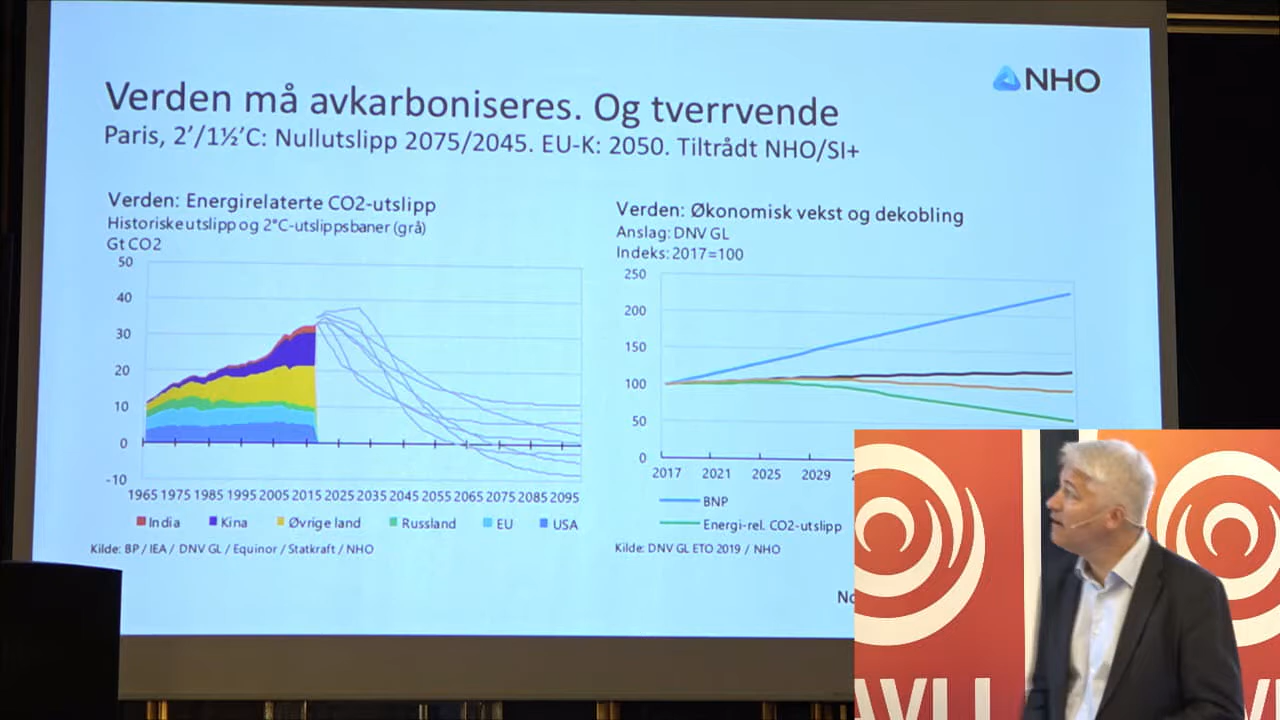 NHO
Verden må avkarboniseres. Og tverrvende
Paris, 2’/1½’C: Nullutslipp 2075/2045. EU-K: 2050. Tiltrådt NHO/SI+
Verden: Energirelaterte CO2-utslipp
Historiske utslipp og 2°C-utslippsbaner (grå)
Gt CO2
50
40
30
20
10
0
-10
1965 1975 1985 1995 2005 2015 2025 2035 2045 2055 2065 2075 2085 2095
India Kina Øvrige land Russland EU USA
Kilde: BP / IEA / DNV GL / Equinor / Statkraft / NHO
Verden: Økonomisk vekst og dekobling
Anslag: DNV GL
Indeks: 2017=100
250
200
150
100
50
0
2017 2021 2025 2029
BNP
Energi-rel. CO2-utslipp
Kilde: DNV GL ETO 2019 / NHO